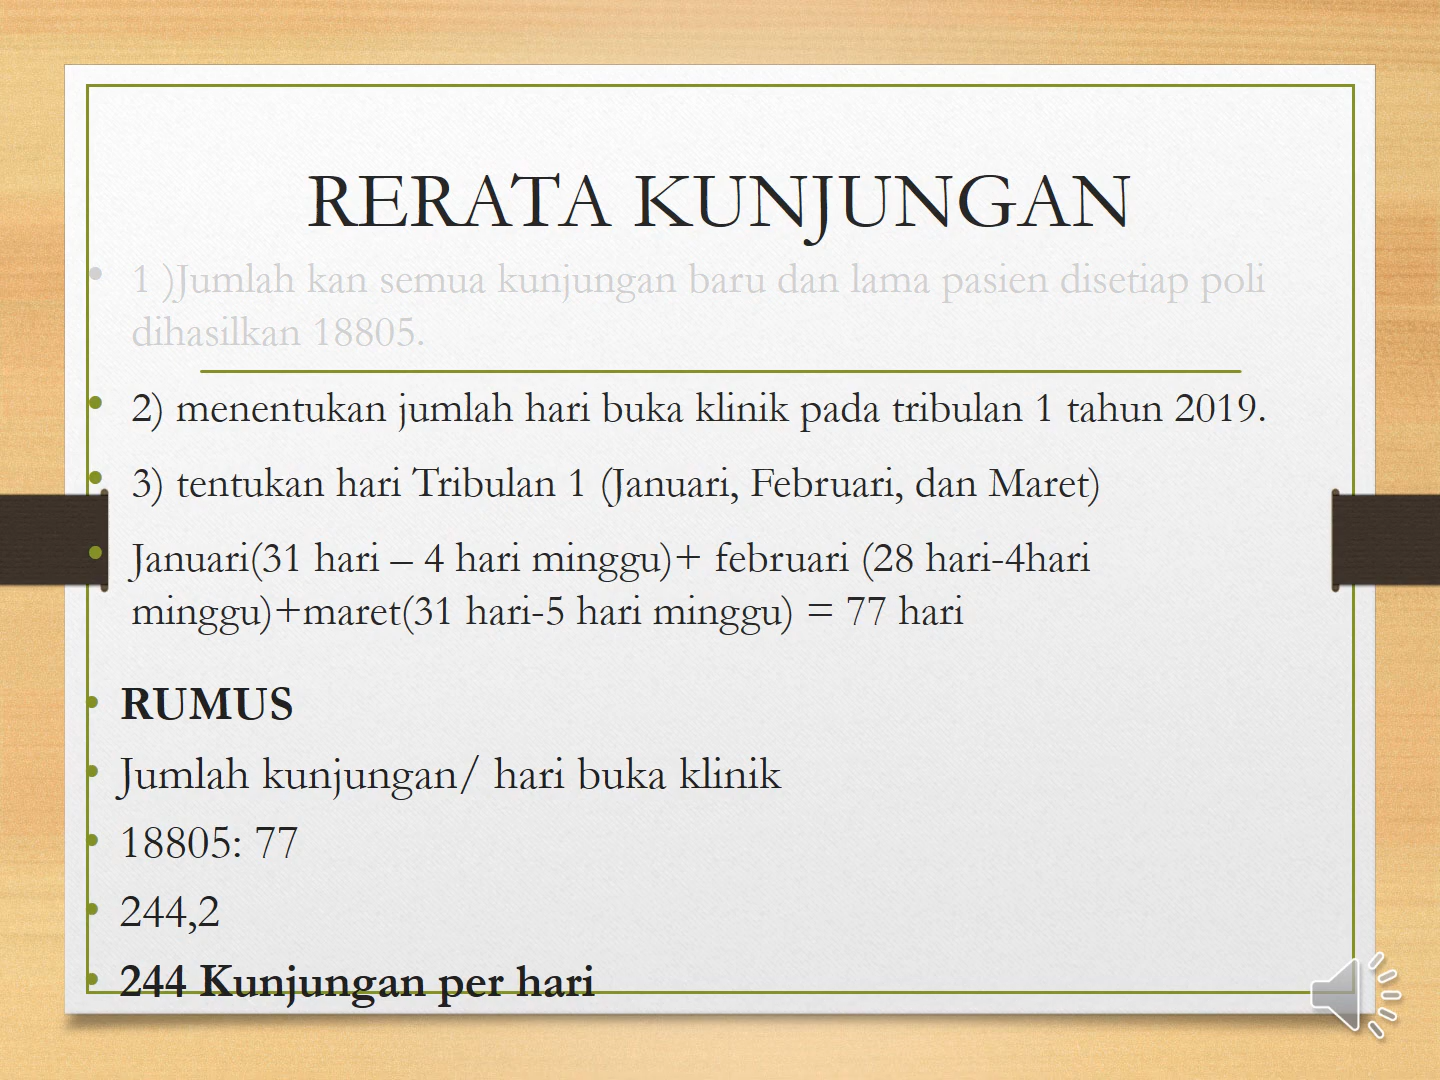 RERATA KUNJUNGAN
• 1 )Jumlah kan semua kunjungan baru dan lama pasien disetiap poli
dihasilkan 18805.
• 2) menentukan jumlah hari buka klinik pada tribulan 1 tahun 2019.
• 3) tentukan hari Tribulan 1 (Januari, Februari, dan Maret)
• Januari(31 hari – 4 hari minggu)+ februari (28 hari-4hari
minggu)+maret(31 hari-5 hari minggu) = 77 hari
• RUMUS
• Jumlah kunjungan/ hari buka klinik
• 18805: 77
• 244,2
• 244 Kunjungan per hari